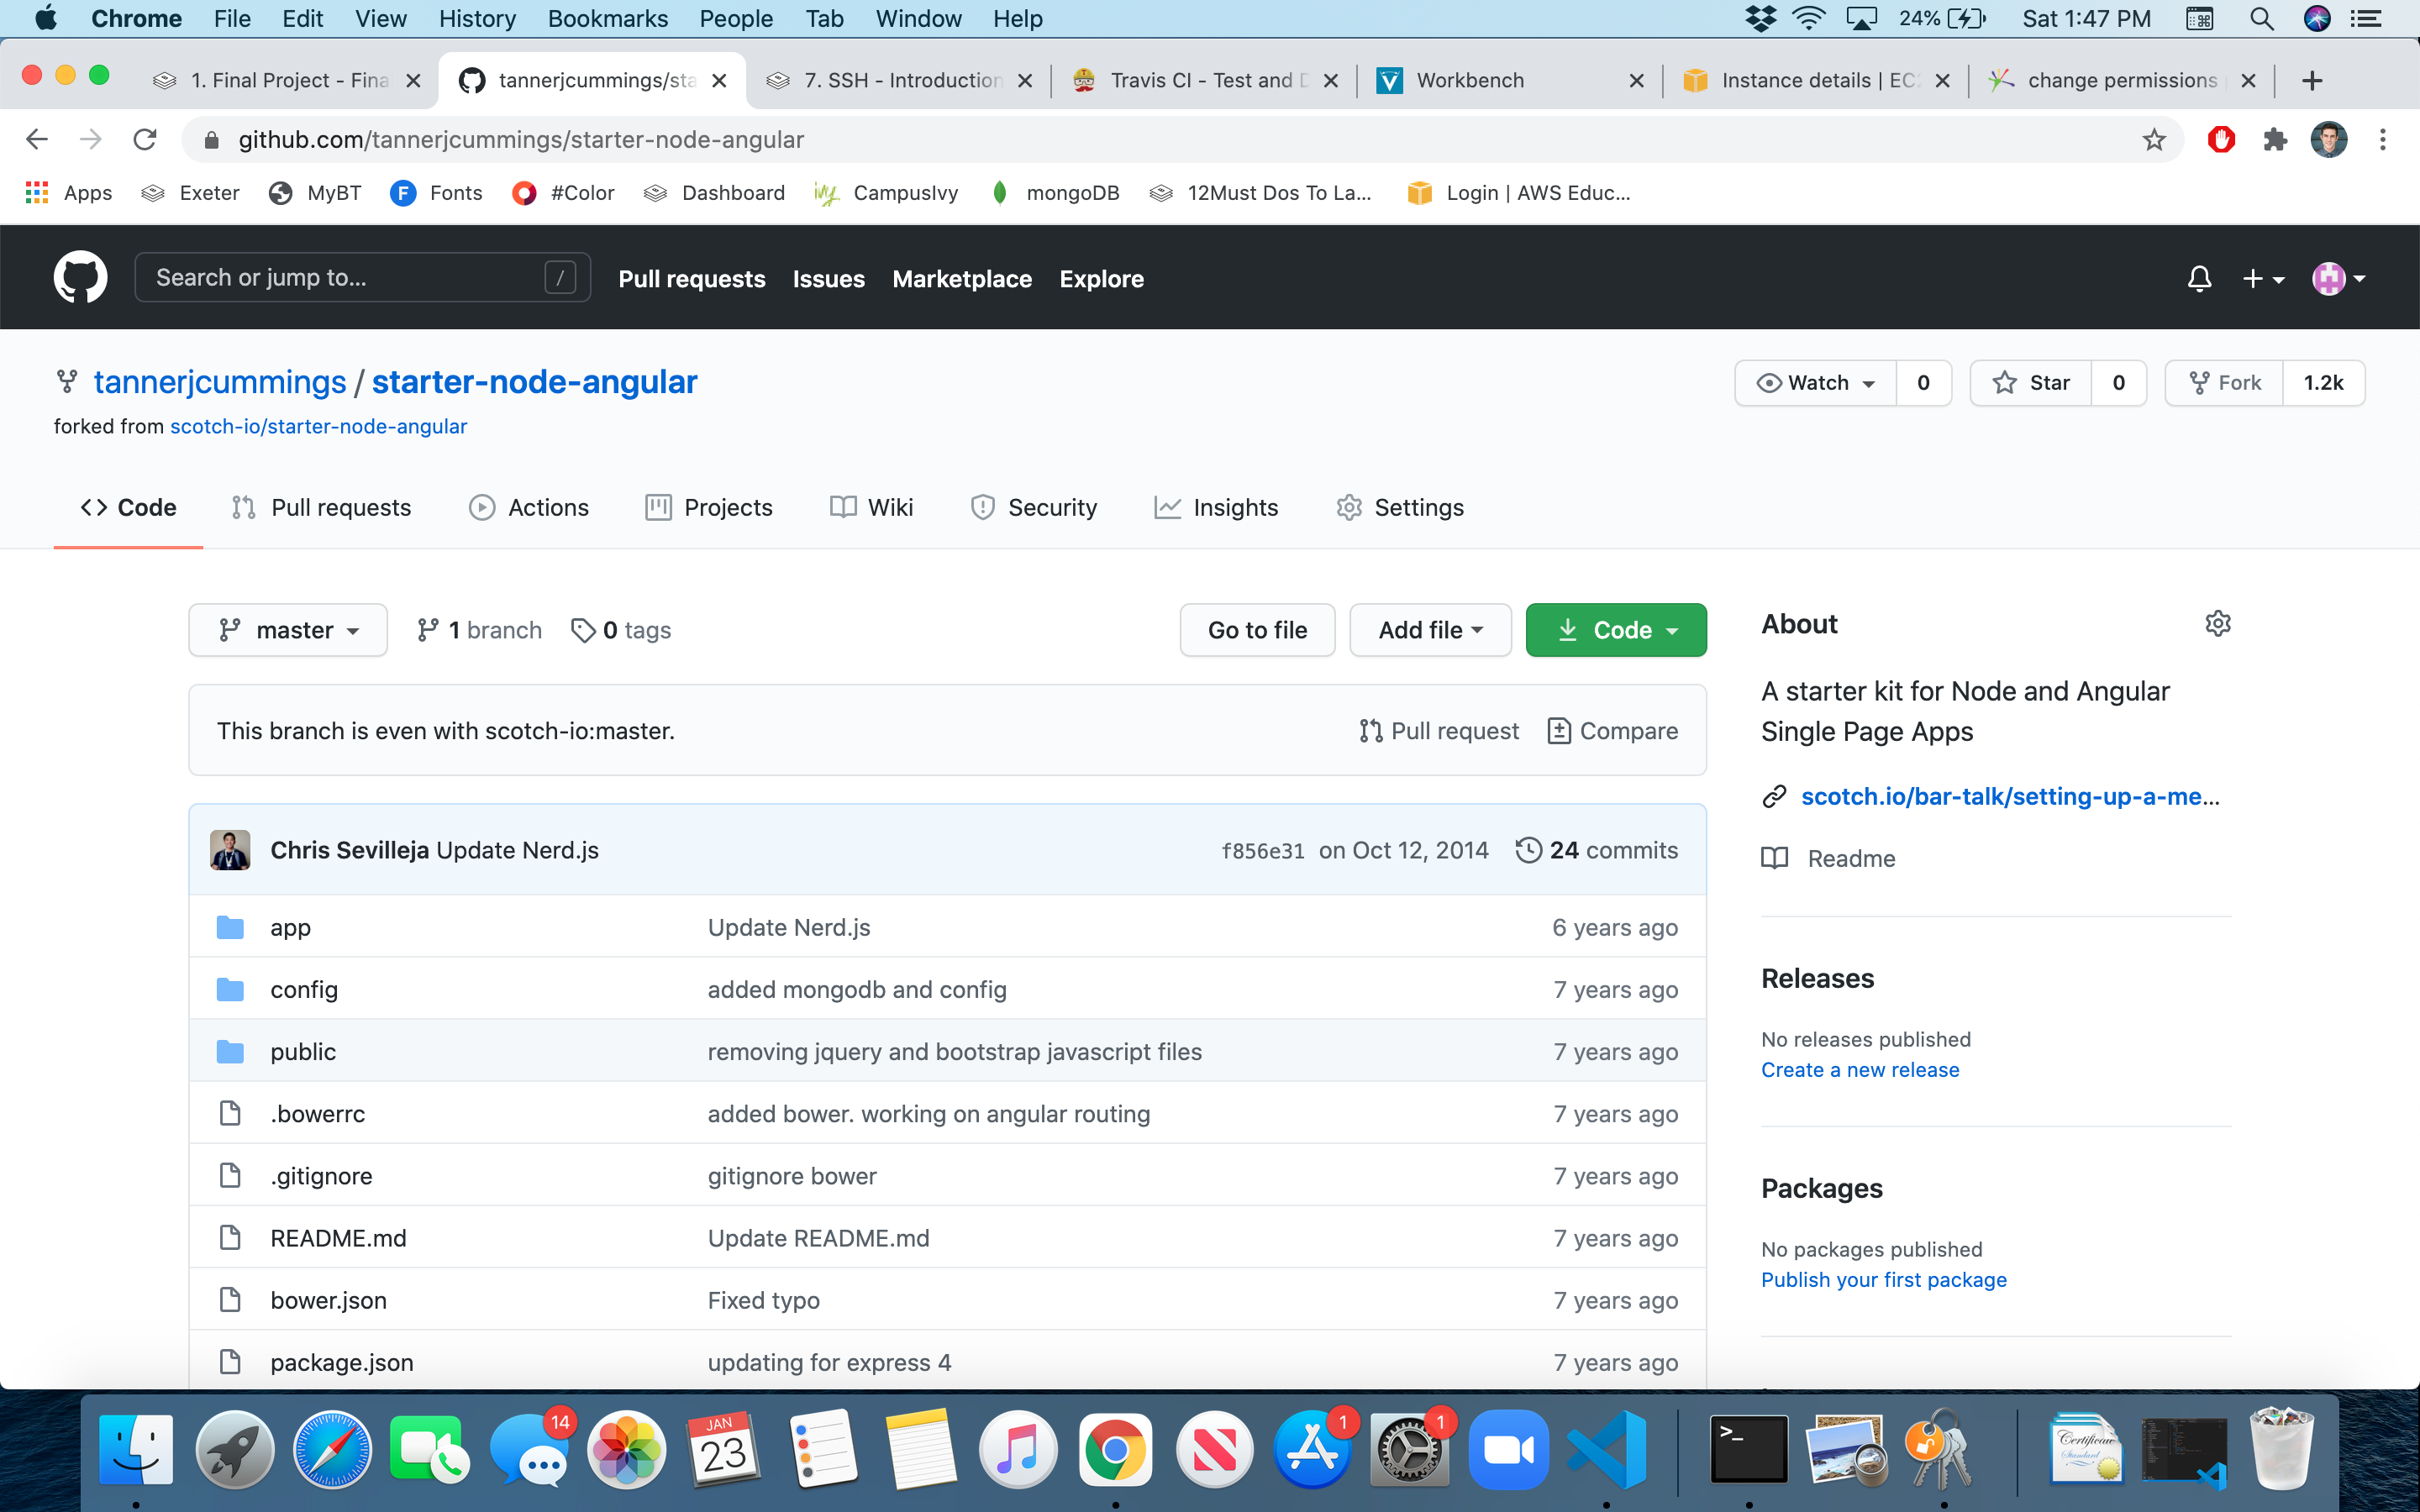 Chrome File Edit View History Bookmarks People Tab Window Help 24% Sat 1:47 PM
1. Final Project - Fina tannerjcummings/sta 7. SSH - Introduction Travis CI - Test and D Workbench Instance details | EC2 change permissions
github.com/tannerjcummings/starter-node-angular
Apps Exeter MyBT F Fonts #Color Dashboard CampusIvy mongoDB 12Must Dos To La... Login | AWS Educ...
Search or jump to... / Pull requests Issues Marketplace Explore
tannerjcummings / starter-node-angular Watch 0 Star 0 Fork 1.2k
forked from scotch-io/starter-node-angular
Code Pull requests Actions Projects Wiki Security Insights Settings
master 1 branch 0 tags Go to file Add file Code
This branch is even with scotch-io:master. Pull request Compare
Chris Sevilleja Update Nerd.js f856e31 on Oct 12, 2014 24 commits
app Update Nerd.js 6 years ago
config added mongodb and config 7 years ago
public removing jquery and bootstrap javascript files 7 years ago
.bowerrc added bower. working on angular routing 7 years ago
.gitignore gitignore bower 7 years ago
README.md Update README.md 7 years ago
bower.json Fixed typo 7 years ago
package.json updating for express 4 7 years ago
About
A starter kit for Node and Angular
Single Page Apps
scotch.io/bar-talk/setting-up-a-me...
Readme
Releases
No releases published
Create a new release
Packages
No packages published
Publish your first package
14 JAN 23 1 1 >_ Certificate Standard